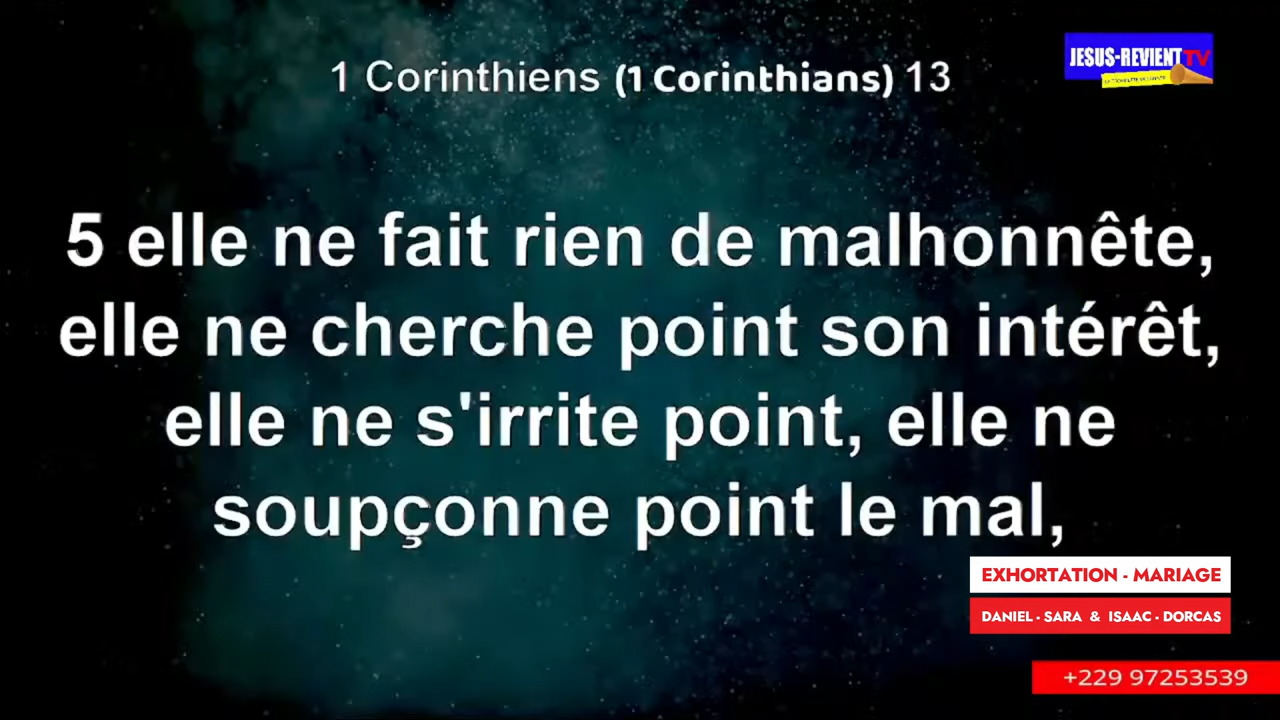 1 Corinthiens (1 Corinthians) 13
JESUS-REVIENT TV
5 elle ne fait rien de malhonnête,
elle ne cherche point son intérêt,
elle ne s'irrite point, elle ne
soupçonne point le mal,
EXHORTATION - MARIAGE
DANIEL - SARA & ISAAC - DORCAS
+229 97253539